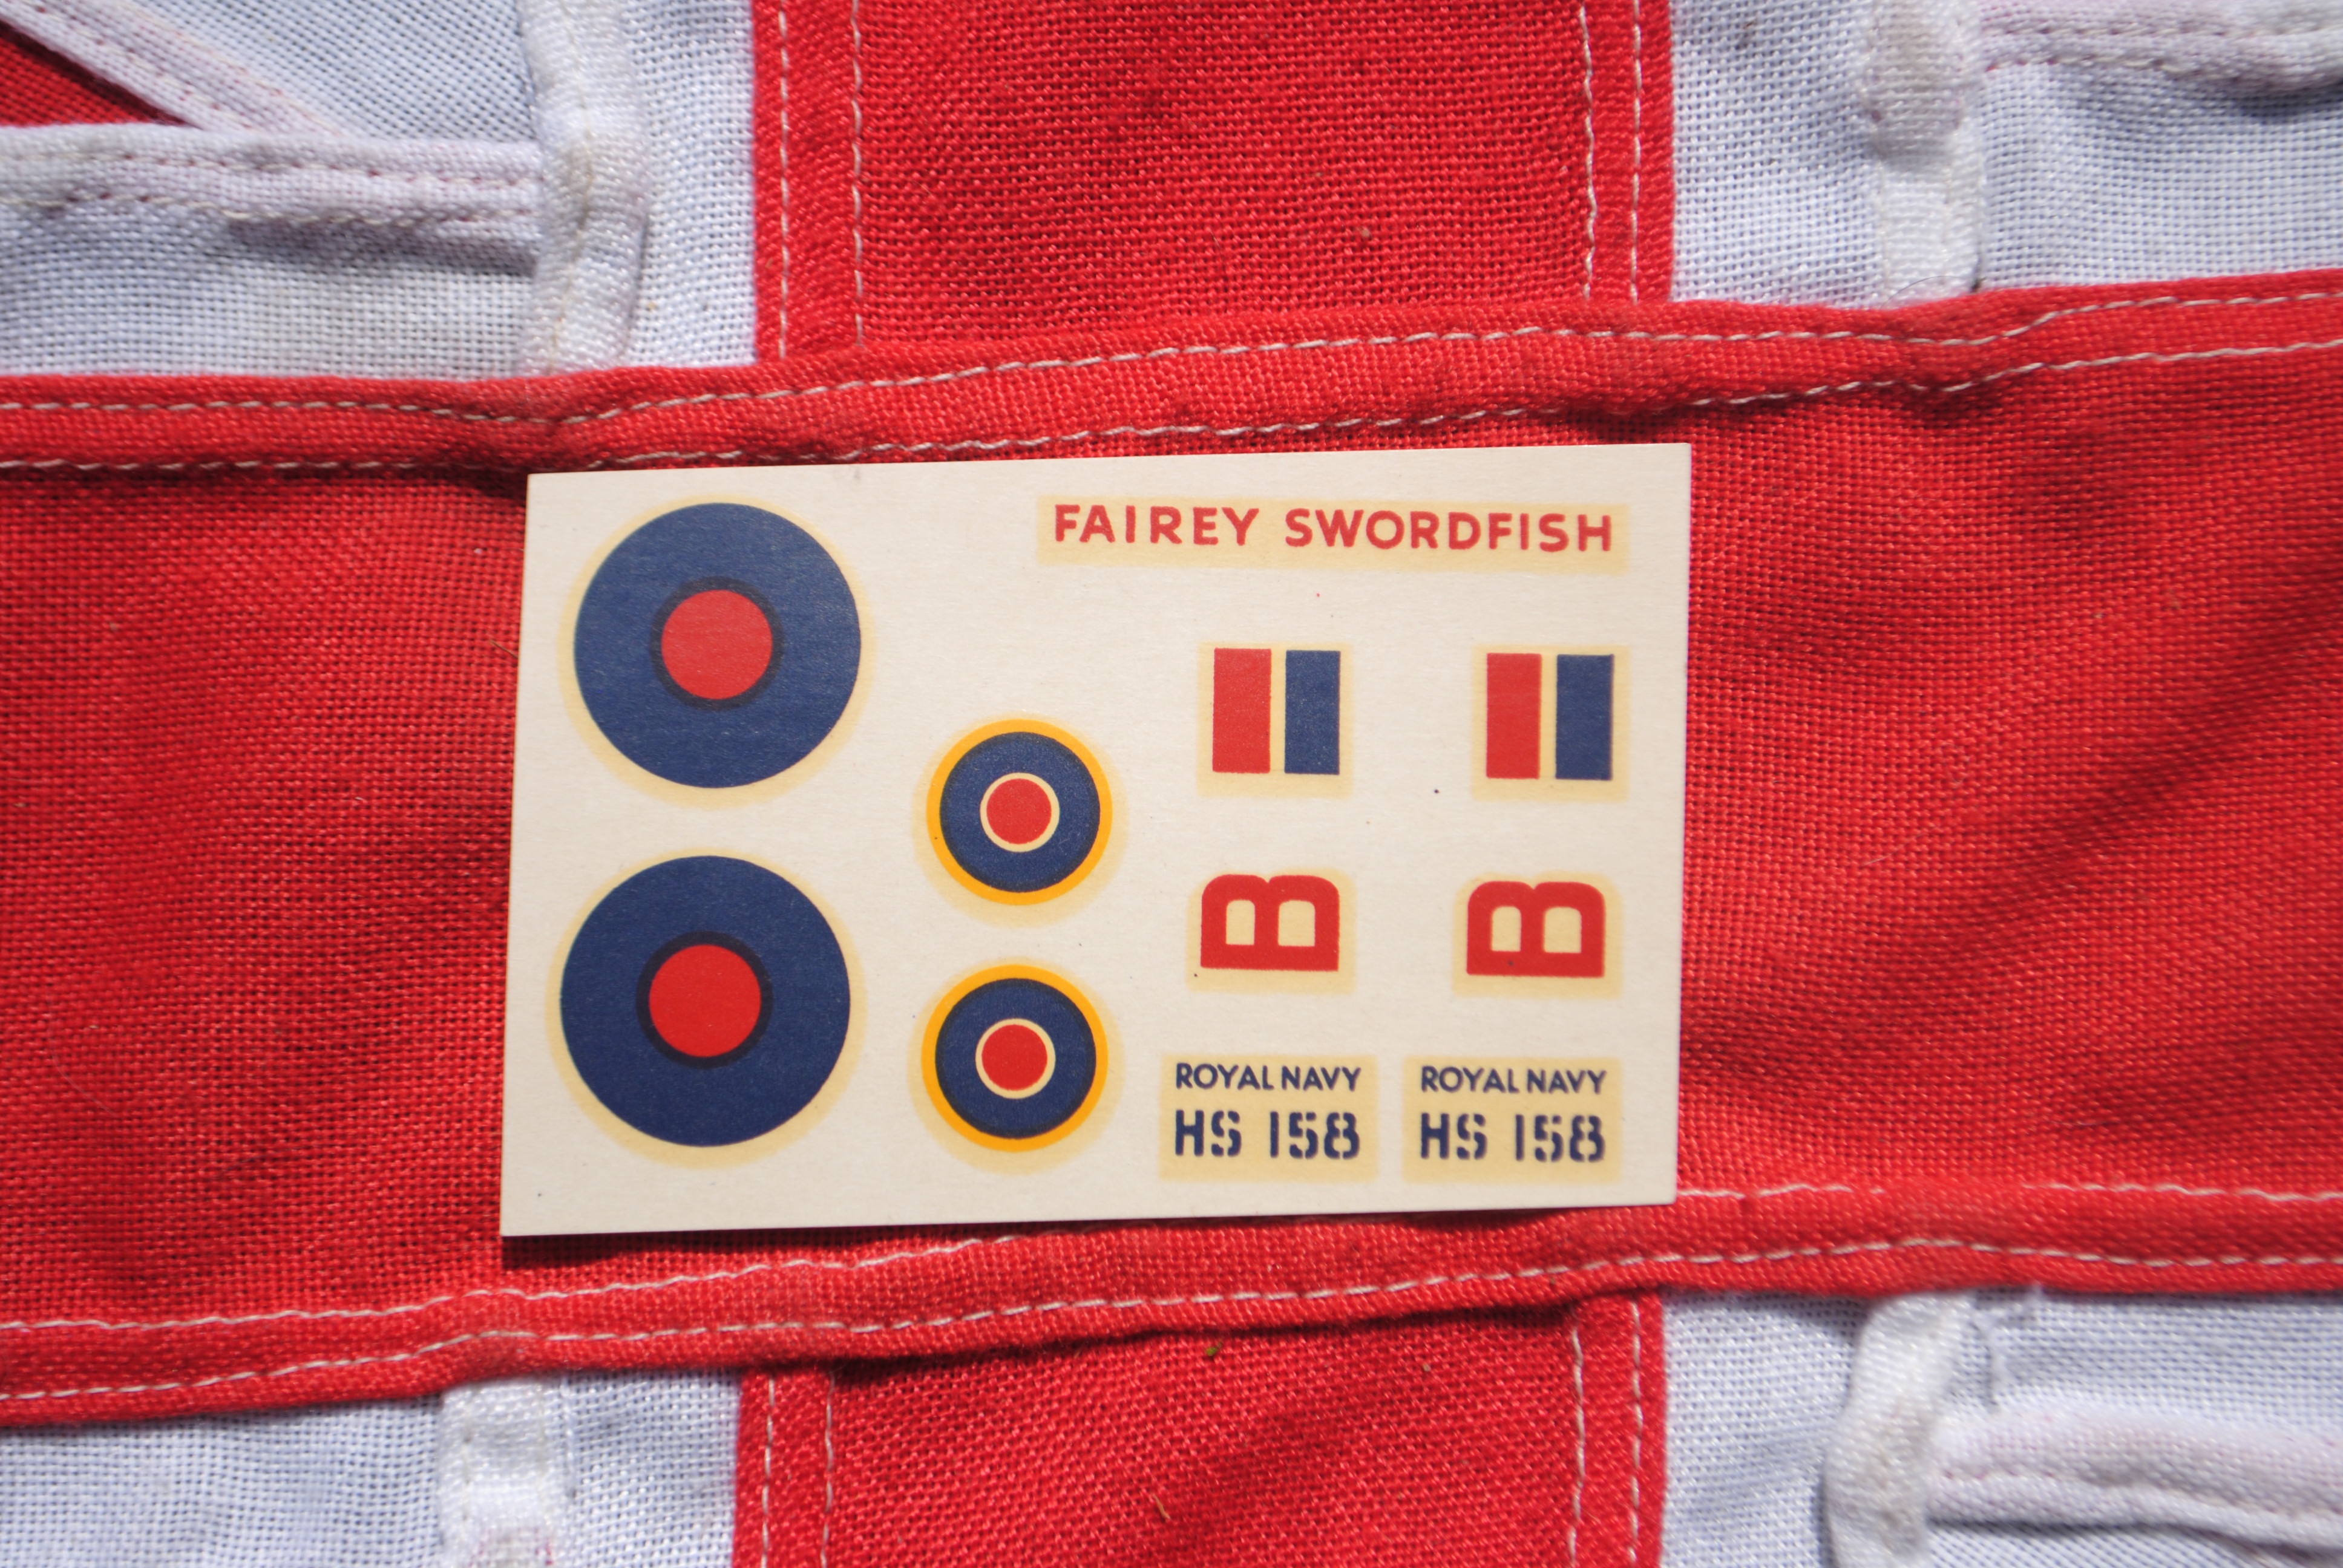 FAIREY SWORDFISH
B B
ROYAL NAVY
HS 158
ROYAL NAVY
HS 158